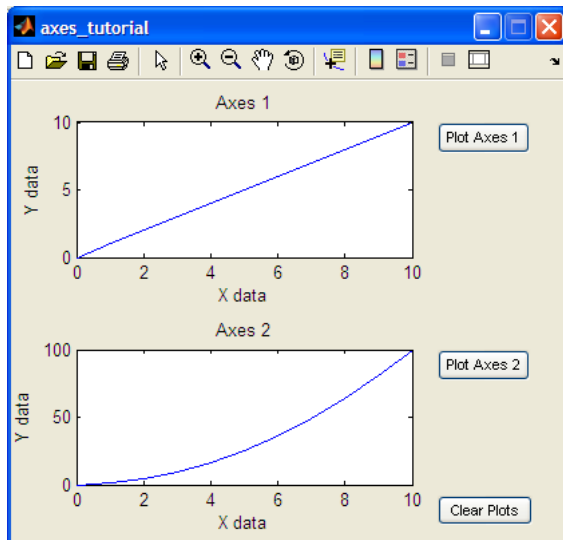 axes_tutorial
Axes 1
Plot Axes 1
10
5
0
Y data
0 2 4 6 8 10
X data
Axes 2
Plot Axes 2
100
50
0
Y data
0 2 4 6 8 10
X data
Clear Plots